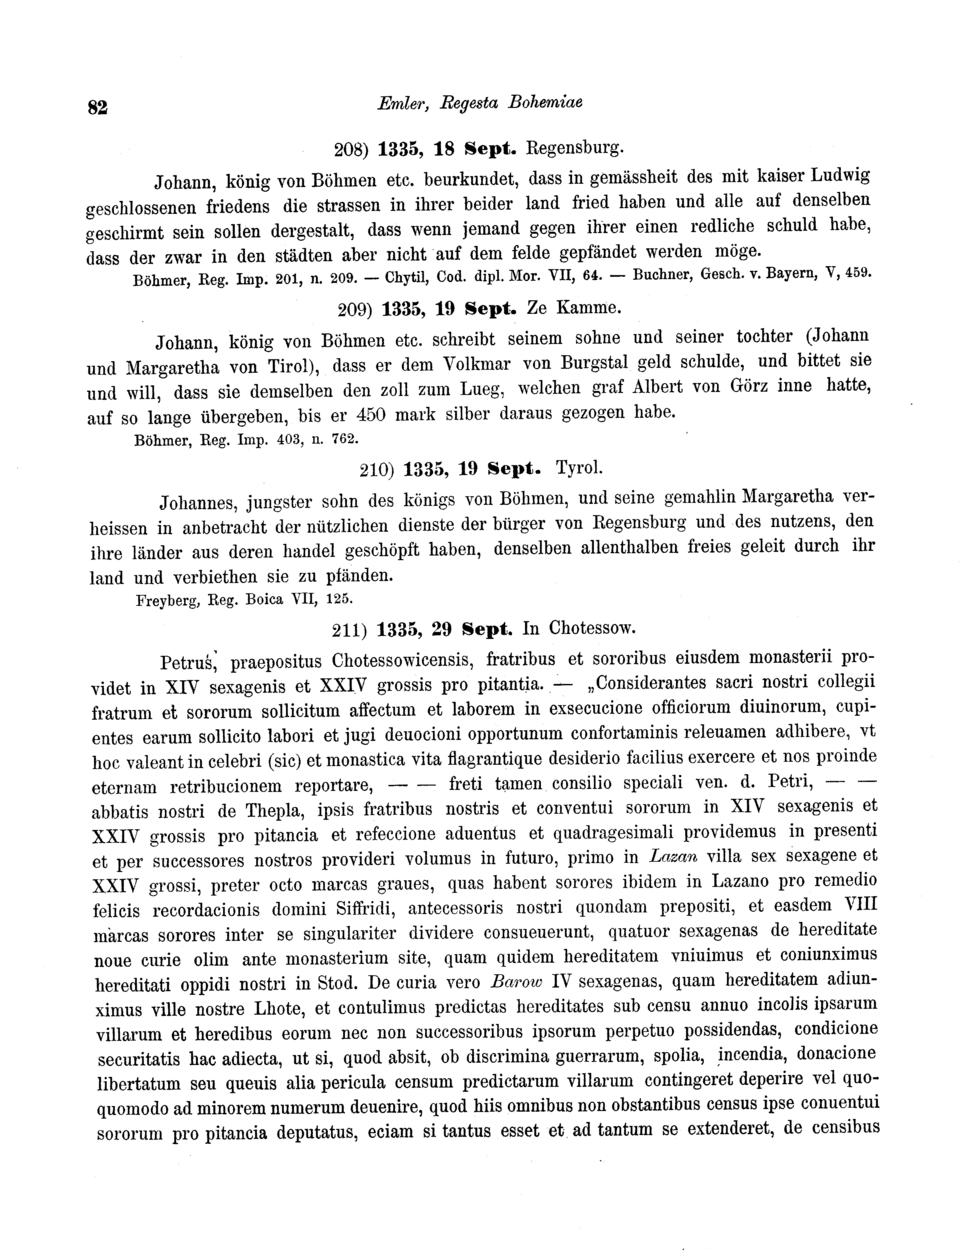 82
Emler, Regesta Bohemiae
208) 1335, 18 Sept. Regensburg.
Johann, könig von Böhmen etc. beurkundet, dass in gemässheit des mit kaiser Ludwig
geschlossenen friedens die strassen in ihrer beider land fried haben und alle auf denselben
geschirmt sein sollen dergestalt, dass wenn jemand gegen ihrer einen redliche schuld habe,
dass der zwar in den städten aber nicht auf dem felde gepfändet werden möge.
Böhmer, Reg. Imp. 201, n. 209. — Chytil, Cod. dipl. Mor. VII, 64. — Buchner, Gesch. v. Bayern, V, 459.
209) 1335, 19 Sept. Ze Kamme.
Johann, könig von Böhmen etc. schreibt seinem sohne und seiner tochter (Johann
und Margaretha von Tirol), dass er dem Volkmar von Burgstal geld schulde, und bittet sie
und will, dass sie demselben den zoll zum Lueg, welchen graf Albert von Görz inne hatte,
auf so lange übergeben, bis er 450 mark silber daraus gezogen habe.
Böhmer, Reg. Imp. 403, n. 762.
210) 1335, 19 Sept. Tyrol.
Johannes, jungster sohn des königs von Böhmen, und seine gemahlin Margaretha ver-
heissen in anbetracht der nützlichen dienste der bürger von Regensburg und des nutzens, den
ihre länder aus deren handel geschöpft haben, denselben allenthalben freies geleit durch ihr
land und verbiethen sie zu pfänden.
Freyberg, Reg. Boica VII, 125.
211) 1335, 29 Sept. In Chotessow.
Petrus, praepositus Chotessowicensis, fratribus et sororibus eiusdem monasterii pro-
videt in XIV sexagenis et XXIV grossis pro pitantia. — „Considerantes sacri nostri collegii
fratrum et sororum sollicitum affectum et laborem in exsecucione officiorum diuinorum, cupi-
entes earum sollicito labori et jugi deuocioni opportunum confortaminis releuamen adhibere, vt
hoc valeant in celebri (sic) et monastica vita flagrantique desiderio facilius exercere et nos proinde
eternam retribucionem reportare, — — freti tamen consilio speciali ven. d. Petri, — —
abbatis nostri de Thepla, ipsis fratribus nostris et conventui sororum in XIV sexagenis et
XXIV grossis pro pitancia et refeccione aduentus et quadragesimali providemus in presenti
et per successores nostros provideri volumus in futuro, primo in Lazan villa sex sexagene et
XXIV grossi, preter octo marcas graues, quas habent sorores ibidem in Lazano pro remedio
felicis recordacionis domini Siffridi, antecessoris nostri quondam prepositi, et easdem VIII
marcas sorores inter se singulariter dividere consueuerunt, quatuor sexagenas de hereditate
noue curie olim ante monasterium site, quam quidem hereditatem vniuimus et coniunximus
hereditati oppidi nostri in Stod. De curia vero Barow IV sexagenas, quam hereditatem adiun-
ximus ville nostre Lhote, et contulimus predictas hereditates sub censu annuo incolis ipsarum
villarum et heredibus eorum nec non successoribus ipsorum perpetuo possidendas, condicione
securitatis hac adiecta, ut si, quod absit, ob discrimina guerrarum, spolia, incendia, donacione
libertatum seu queuis alia pericula censum predictarum villarum contingeret deperire vel quo-
quomodo ad minorem numerum deuenire, quod hiis omnibus non obstantibus census ipse conuentui
sororum pro pitancia deputatus, eciam si tantus esset et ad tantum se extenderet, de censibus